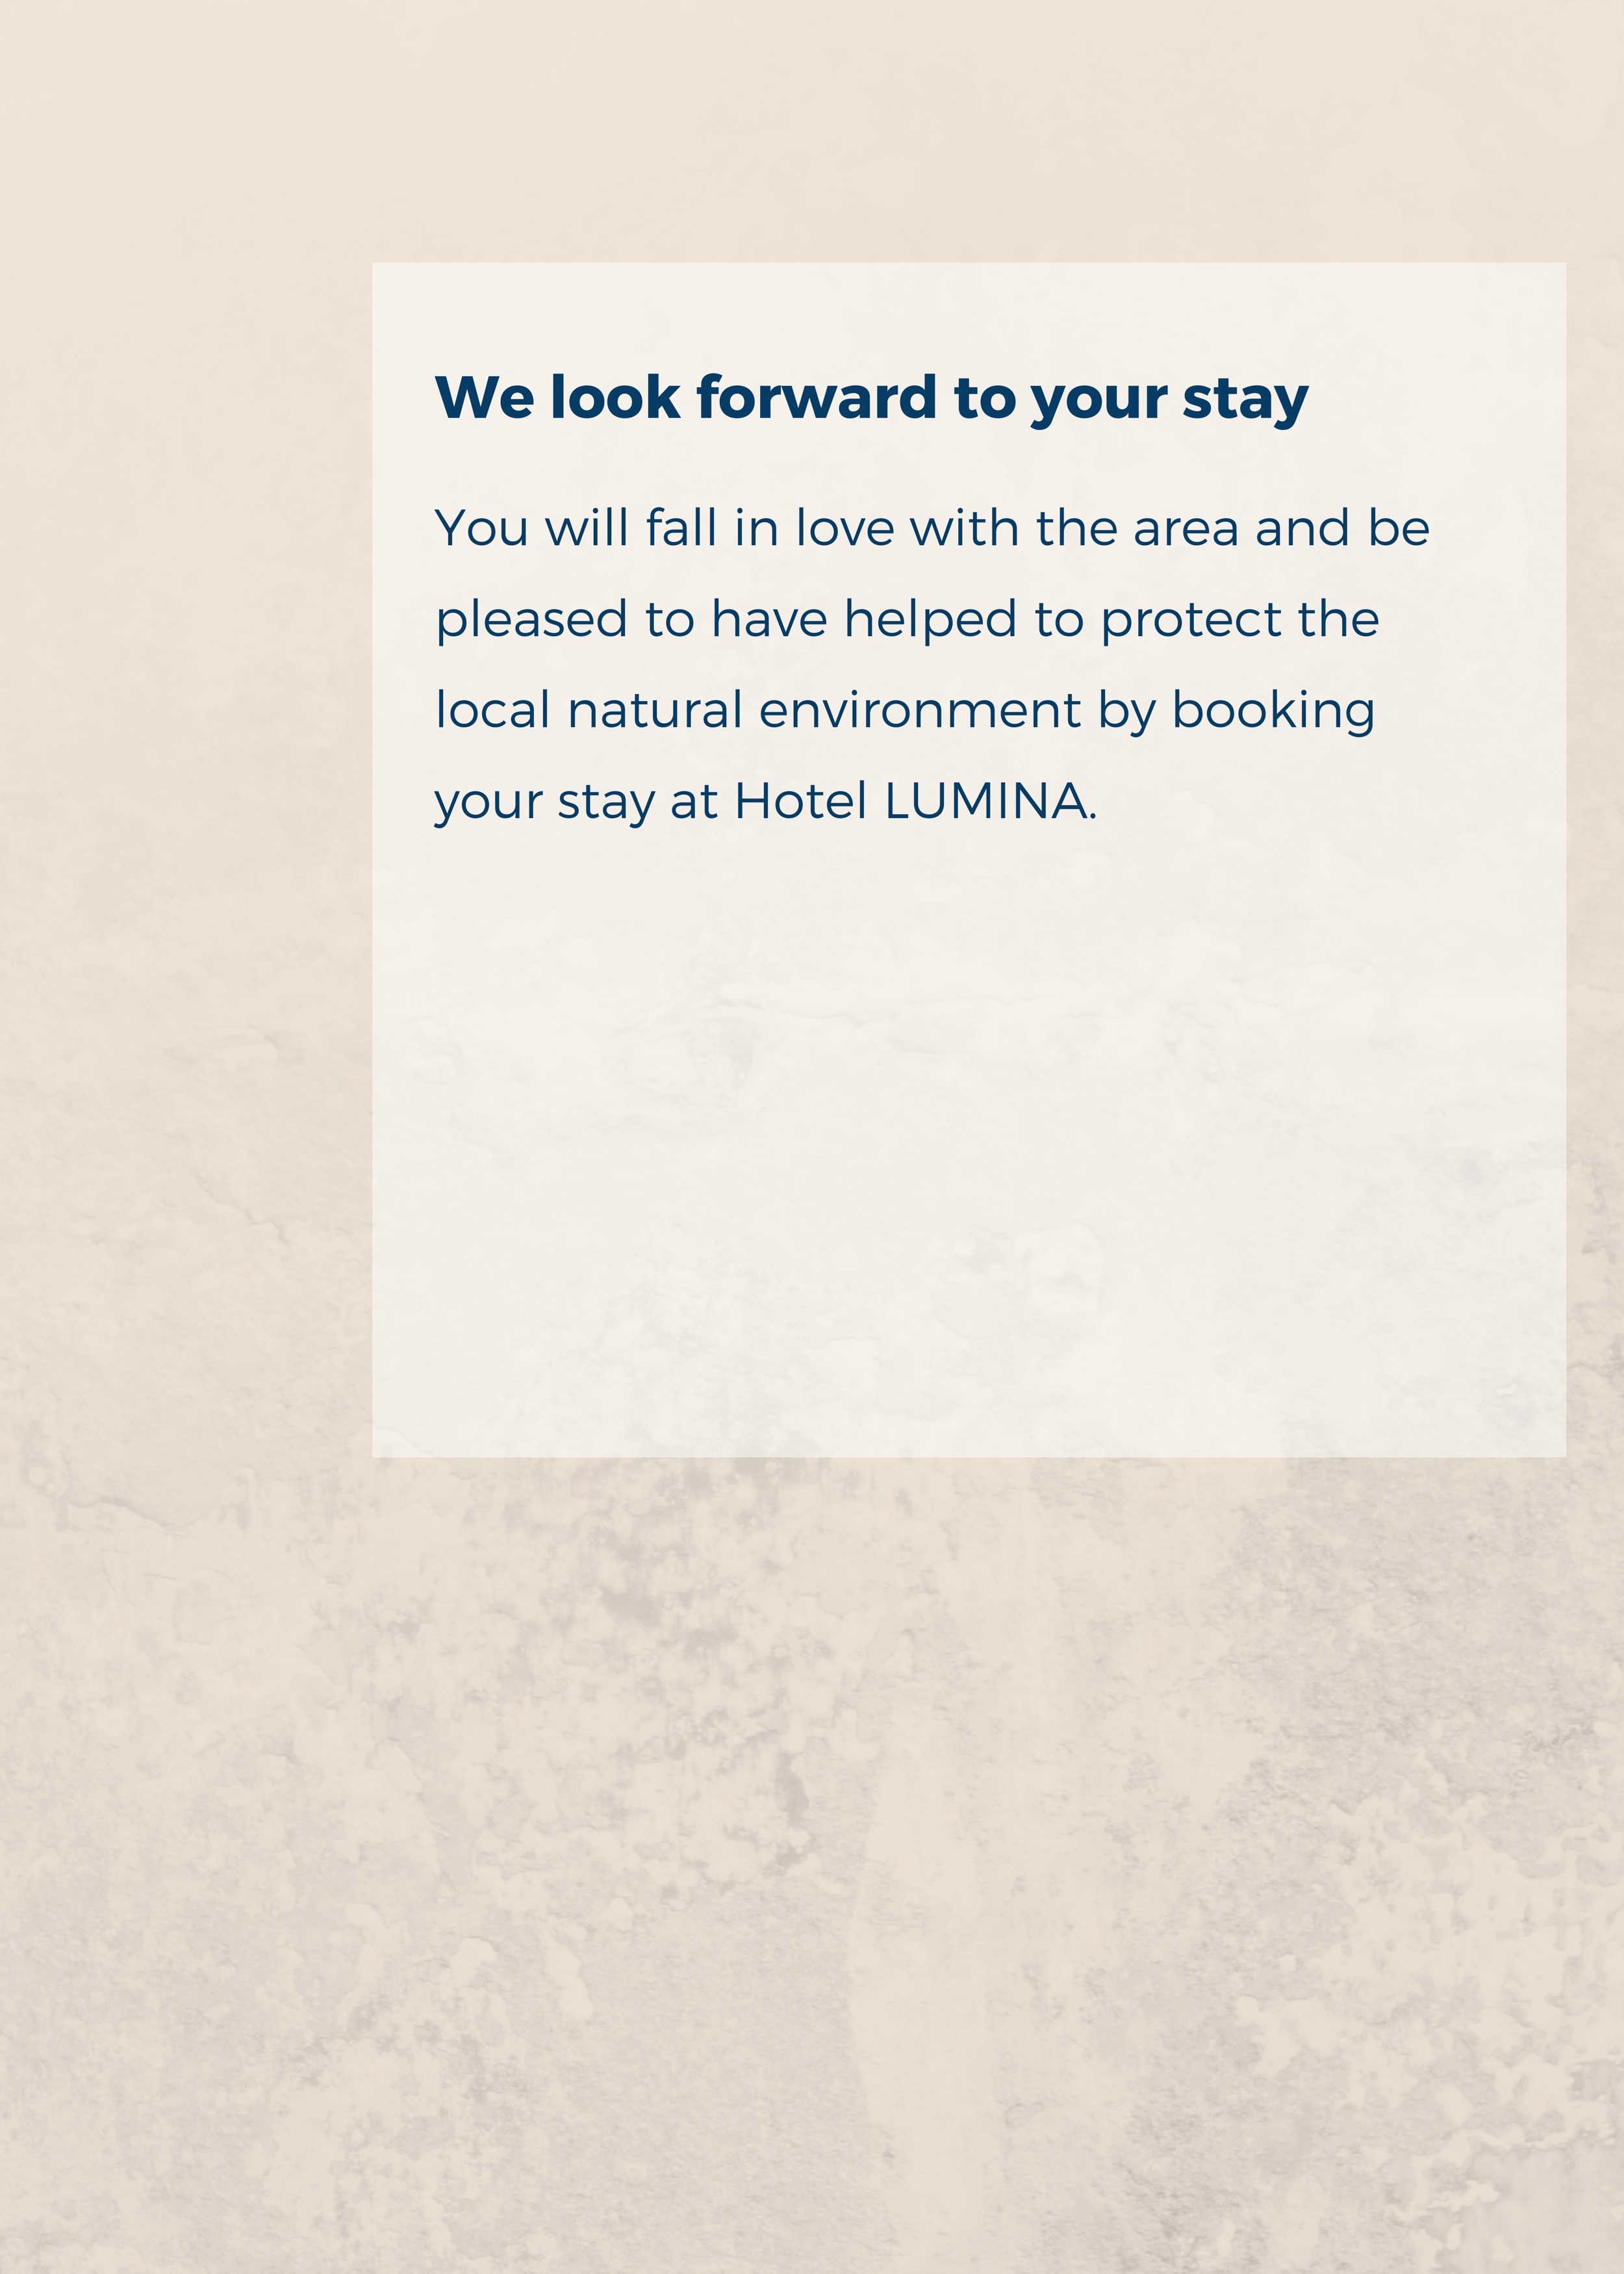 We look forward to your stay
You will fall in love with the area and be
pleased to have helped to protect the
local natural environment by booking
your stay at Hotel LUMINA.